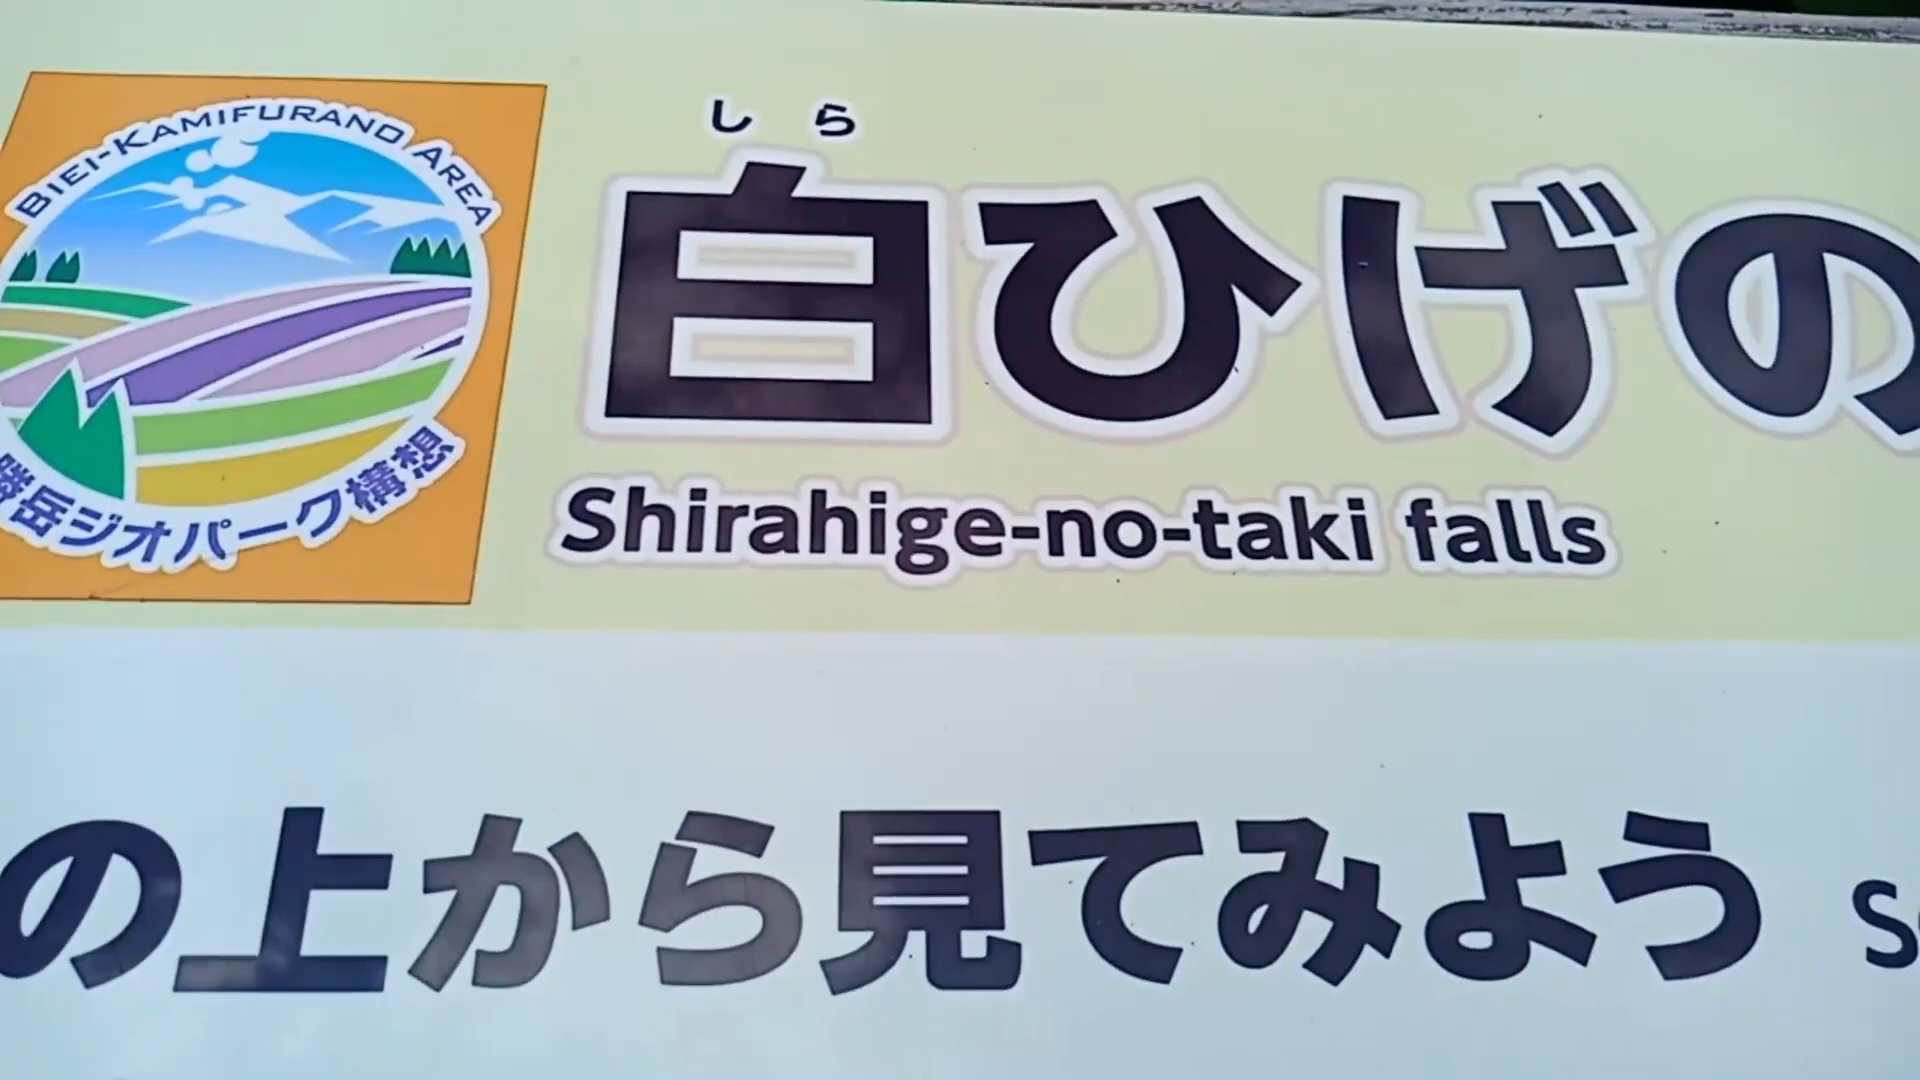 BIEI-KAMIFURANO AREA
勝岳ジオパーク構想
しら
白ひげの
Shirahige-no-taki falls
の上から見てみよう